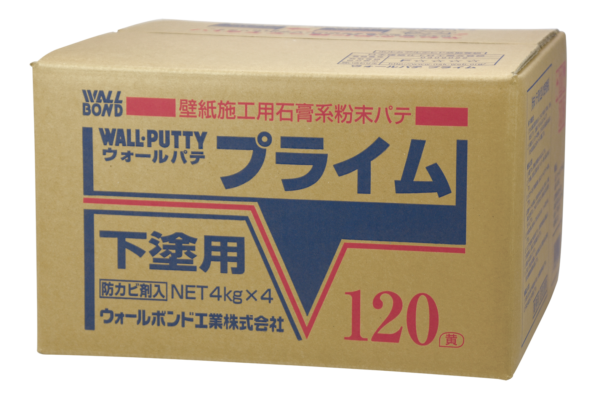 WALL
BOND
壁紙施工用石膏系粉末パテ
WALL-PUTTY
ウォールパテ
プライム
下塗用
防カビ剤入 NET4kg×4
ウォールボンド工業株式会社
120
黄